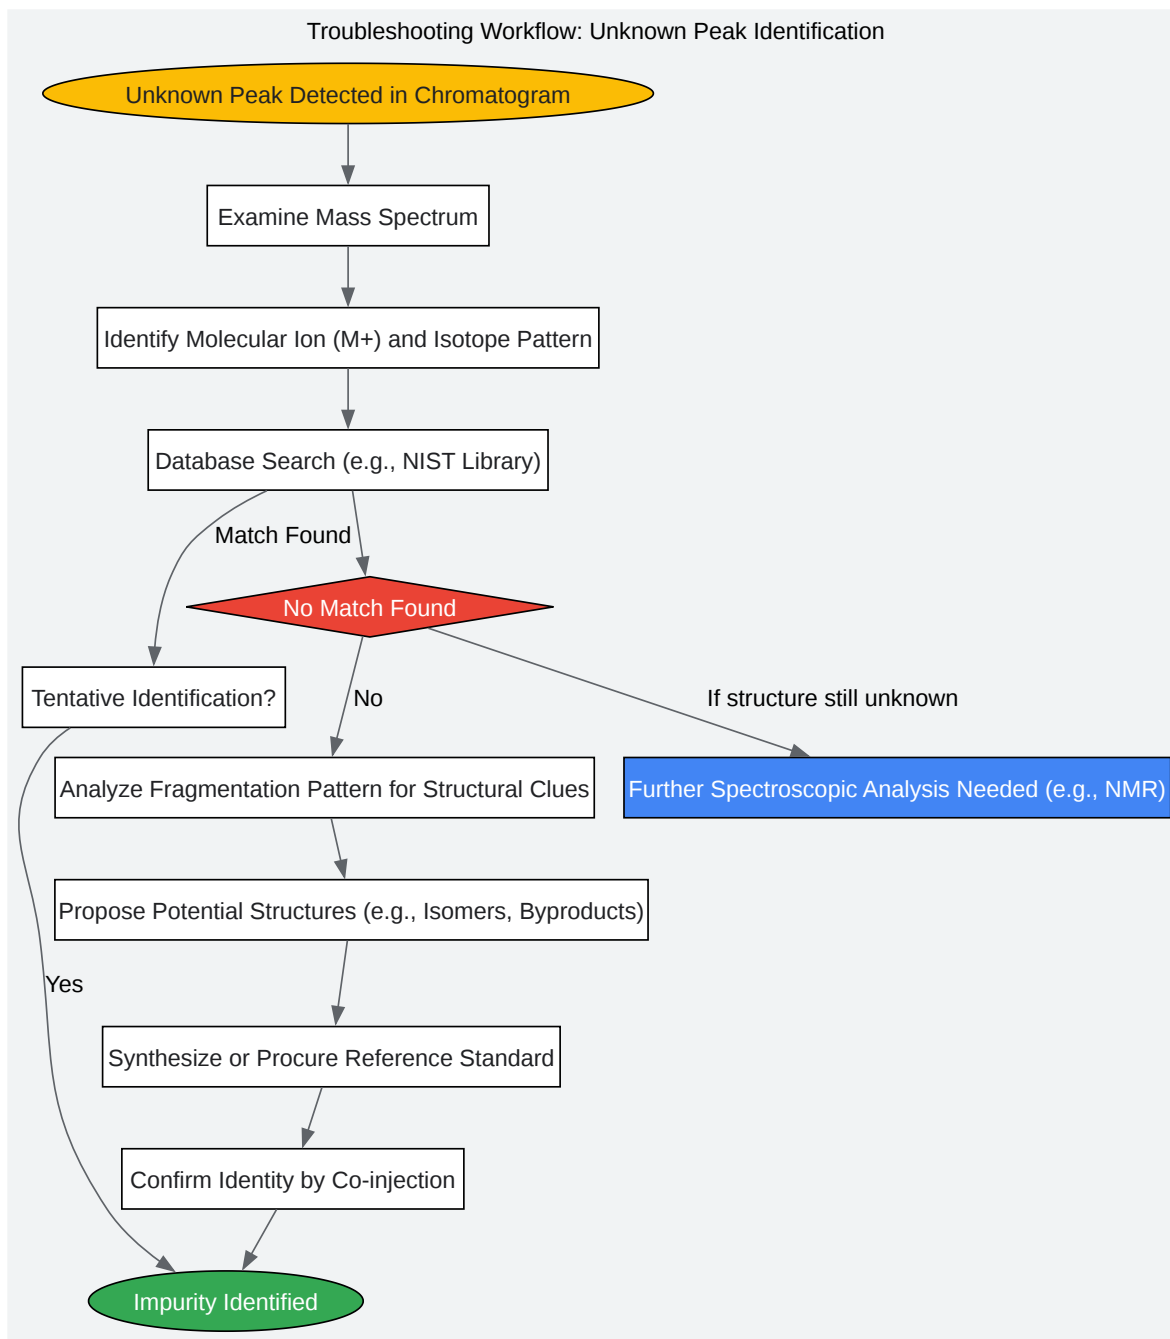 Troubleshooting Workflow: Unknown Peak Identification
Unknown Peak Detected in Chromatogram
Examine Mass Spectrum
Identify Molecular Ion (M+) and Isotope Pattern
Database Search (e.g., NIST Library)
Match Found
No Match Found
Tentative Identification?
No
If structure still unknown
Analyze Fragmentation Pattern for Structural Clues
Further Spectroscopic Analysis Needed (e.g., NMR)
Propose Potential Structures (e.g., Isomers, Byproducts)
Yes
Synthesize or Procure Reference Standard
Confirm Identity by Co-injection
Impurity Identified